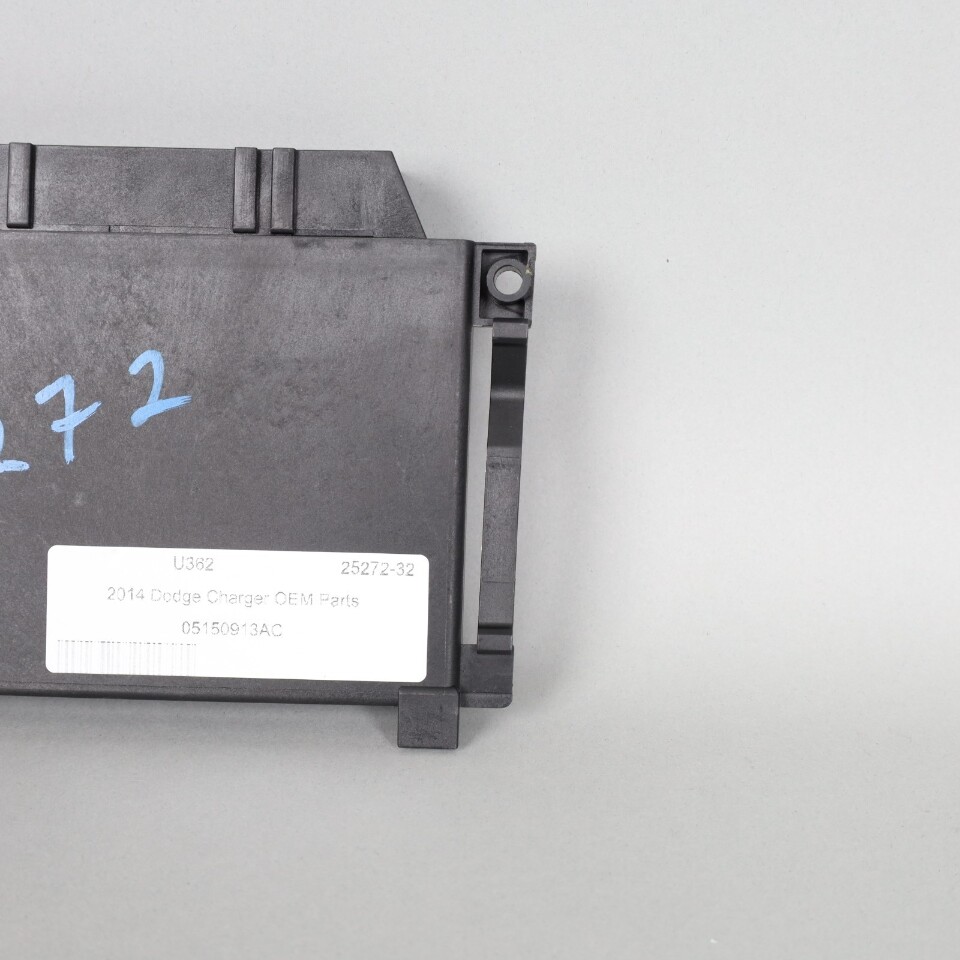 272
U362 25272-32
2014 Dodge Charger OEM Parts
05150913AC